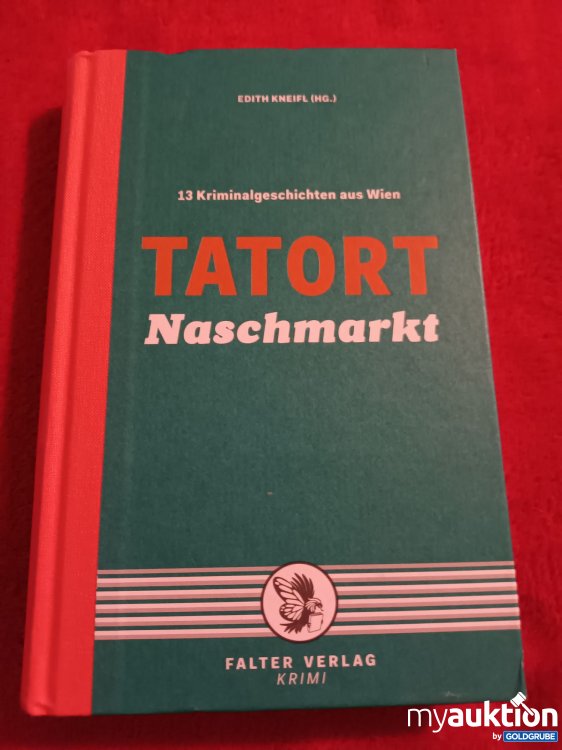 EDITH KNEIFL (HG.)
13 Kriminalgeschichten aus Wien
TATORT
Naschmarkt
FALTER VERLAG
KRIMI
myauktion
by GOLDGRUBE